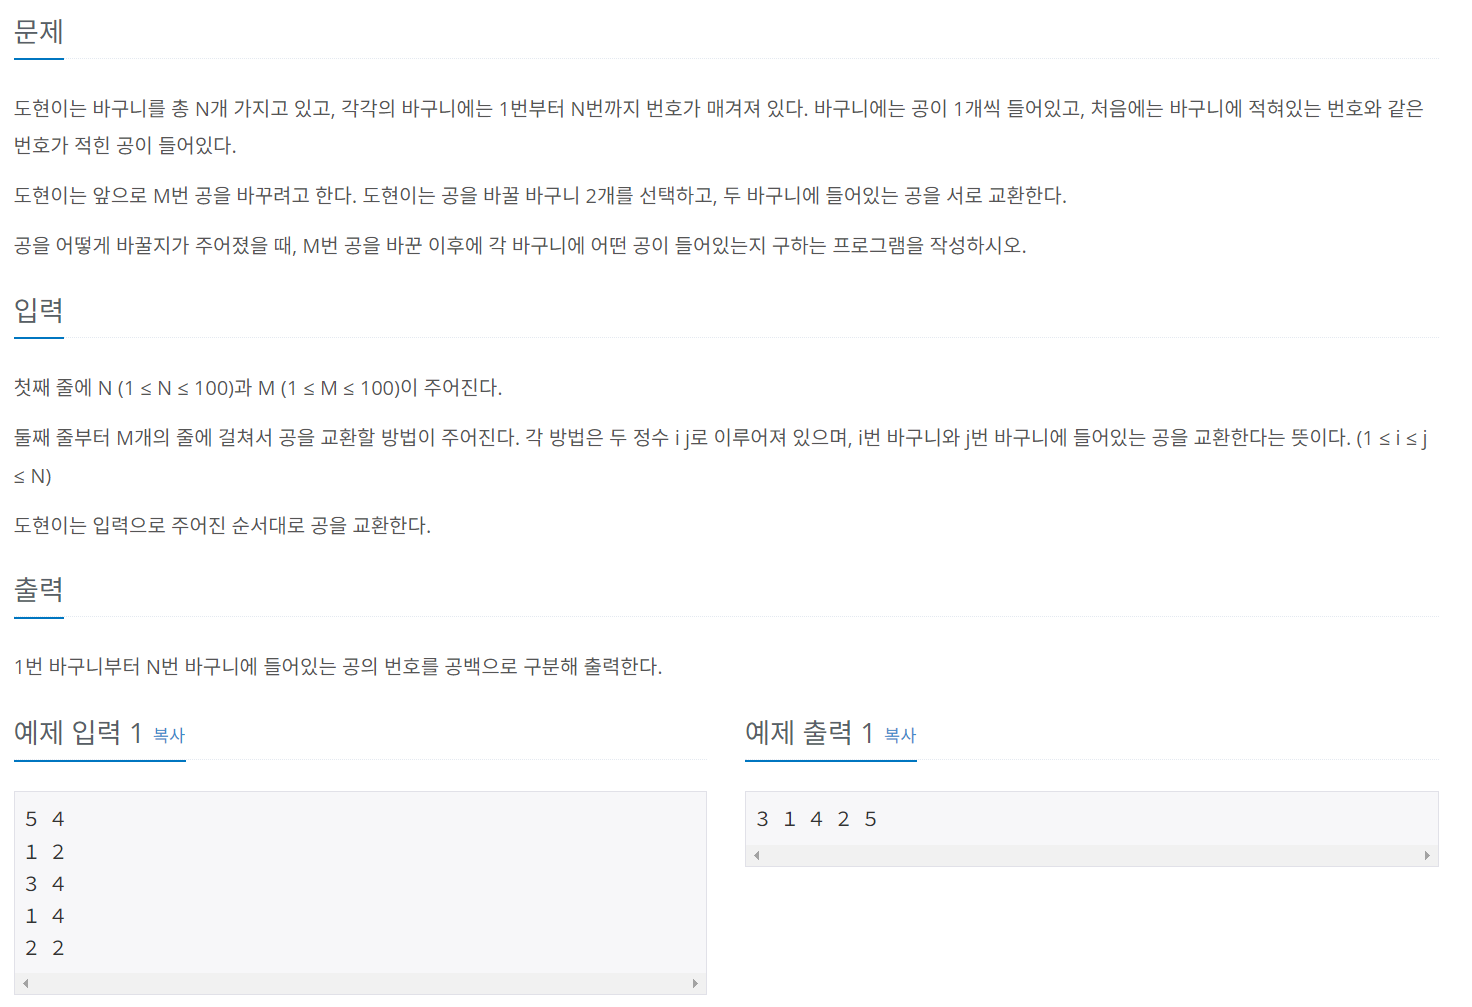 문제
도현이는 바구니를 총 N개 가지고 있고, 각각의 바구니에는 1번부터 N번까지 번호가 매겨져 있다. 바구니에는 공이 1개씩 들어있고, 처음에는 바구니에 적혀있는 번호와 같은
번호가 적힌 공이 들어있다.
도현이는 앞으로 M번 공을 바꾸려고 한다. 도현이는 공을 바꿀 바구니 2개를 선택하고, 두 바구니에 들어있는 공을 서로 교환한다.
공을 어떻게 바꿀지가 주어졌을 때, M번 공을 바꾼 이후에 각 바구니에 어떤 공이 들어있는지 구하는 프로그램을 작성하시오.
입력
첫째 줄에 N (1 ≤ N ≤ 100)과 M (1 ≤ M ≤ 100)이 주어진다.
둘째 줄부터 M개의 줄에 걸쳐서 공을 교환할 방법이 주어진다. 각 방법은 두 정수 i j로 이루어져 있으며, i번 바구니와 j번 바구니에 들어있는 공을 교환한다는 뜻이다. (1 ≤ i ≤ j
≤ N)
도현이는 입력으로 주어진 순서대로 공을 교환한다.
출력
1번 바구니부터 N번 바구니에 들어있는 공의 번호를 공백으로 구분해 출력한다.
예제 입력 1 복사
5 4
1 2
3 4
1 4
2 2
예제 출력 1 복사
3 1 4 2 5